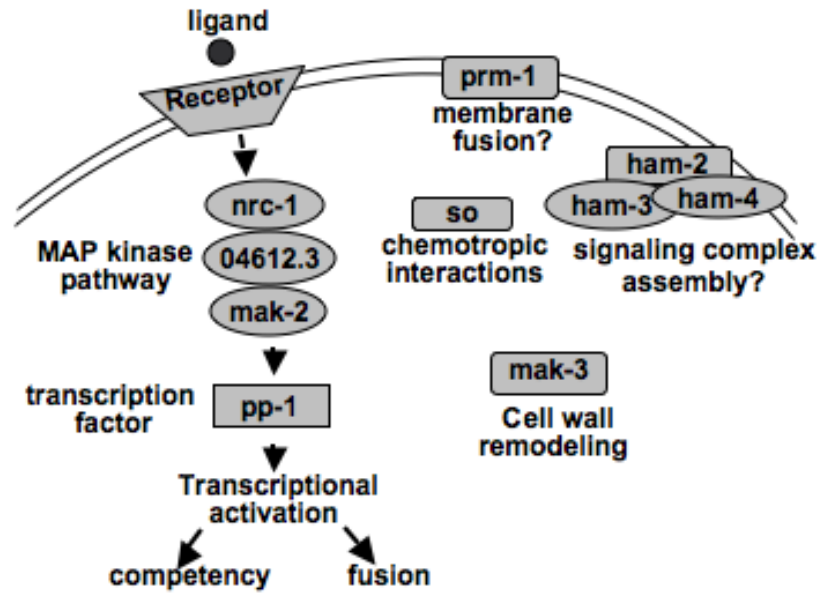 ligand
Receptor
prm-1
membrane
fusion?
ham-2
ham-3
ham-4
signaling complex
assembly?
nrc-1
04612.3
mak-2
MAP kinase
pathway
so
chemotropic
interactions
mak-3
Cell wall
remodeling
transcription
factor
pp-1
Transcriptional
activation
competency
fusion